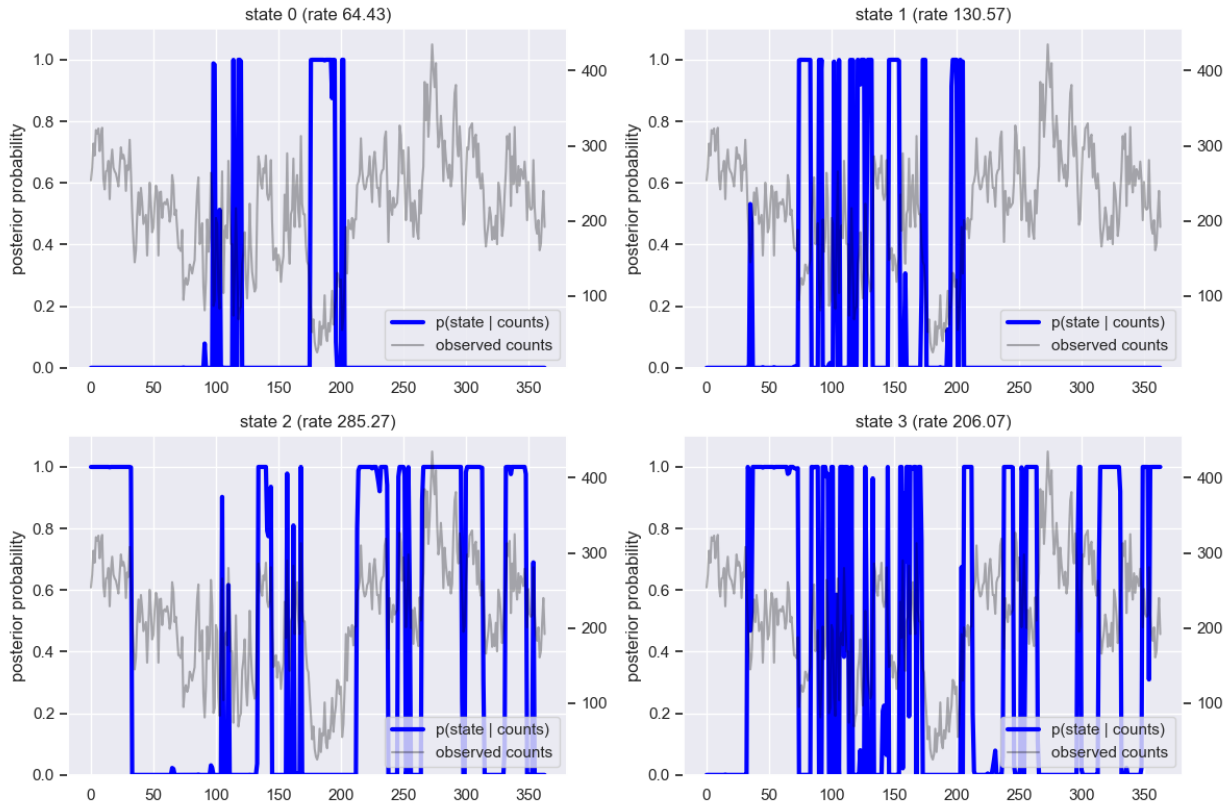 state 0 (rate 64.43)
1.0
0.8
0.6
0.4
0.2
0.0
posterior probability
400
300
200
100
p(state | counts)
observed counts
0 50 100 150 200 250 300 350
state 1 (rate 130.57)
1.0
0.8
0.6
0.4
0.2
0.0
posterior probability
400
300
200
100
p(state | counts)
observed counts
0 50 100 150 200 250 300 350
state 2 (rate 285.27)
1.0
0.8
0.6
0.4
0.2
0.0
posterior probability
400
300
200
100
p(state | counts)
observed counts
0 50 100 150 200 250 300 350
state 3 (rate 206.07)
1.0
0.8
0.6
0.4
0.2
0.0
posterior probability
400
300
200
100
p(state | counts)
observed counts
0 50 100 150 200 250 300 350